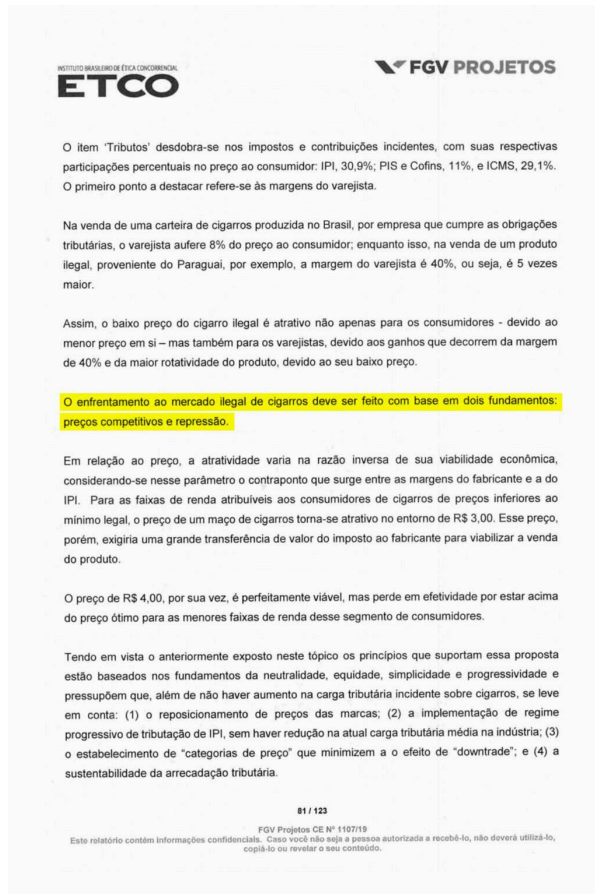 INSTITUTO BRASILEIRO DE ÉTICA CONCORRENCIAL
ETCO
FGV PROJETOS
O item 'Tributos' desdobra-se nos impostos e contribuições incidentes, com suas respectivas
participações percentuais no preço ao consumidor: IPI, 30,9%; PIS e Cofins, 11%, e ICMS, 29,1%.
O primeiro ponto a destacar refere-se às margens do varejista.
Na venda de uma carteira de cigarros produzida no Brasil, por empresa que cumpre as obrigações
tributárias, o varejista aufere 8% do preço ao consumidor; enquanto isso, na venda de um produto
ilegal, proveniente do Paraguai, por exemplo, a margem do varejista é 40%, ou seja, é 5 vezes
maior.
Assim, o baixo preço do cigarro ilegal é atrativo não apenas para os consumidores - devido ao
menor preço em si – mas também para os varejistas, devido aos ganhos que decorrem da margem
de 40% e da maior rotatividade do produto, devido ao seu baixo preço.
O enfrentamento ao mercado ilegal de cigarros deve ser feito com base em dois fundamentos:
preços competitivos e repressão.
Em relação ao preço, a atratividade varia na razão inversa de sua viabilidade econômica,
considerando-se nesse parâmetro o contraponto que surge entre as margens do fabricante e a do
IPI. Para as faixas de renda atribuíveis aos consumidores de cigarros de preços inferiores ao
mínimo legal, o preço de um maço de cigarros torna-se atrativo no entorno de R$ 3,00. Esse preço,
porém, exigiria uma grande transferência de valor do imposto ao fabricante para viabilizar a venda
do produto.
O preço de R$ 4,00, por sua vez, é perfeitamente viável, mas perde em efetividade por estar acima
do preço ótimo para as menores faixas de renda desse segmento de consumidores.
Tendo em vista o anteriormente exposto neste tópico os princípios que suportam essa proposta
estão baseados nos fundamentos da neutralidade, equidade, simplicidade e progressividade e
pressupõem que, além de não haver aumento na carga tributária incidente sobre cigarros, se leve
em conta: (1) o reposicionamento de preços das marcas; (2) a implementação de regime
progressivo de tributação de IPI, sem haver redução na atual carga tributária média na indústria; (3)
o estabelecimento de "categorias de preço" que minimizem a o efeito de "downtrade"; e (4) a
sustentabilidade da arrecadação tributária.
81 / 123
FGV Projetos CE Nº 1107/19
Este relatório contém informações confidenciais. Caso você não seja a pessoa autorizada a recebê-lo, não deverá utilizá-lo,
copiá-lo ou revelar o seu conteúdo.